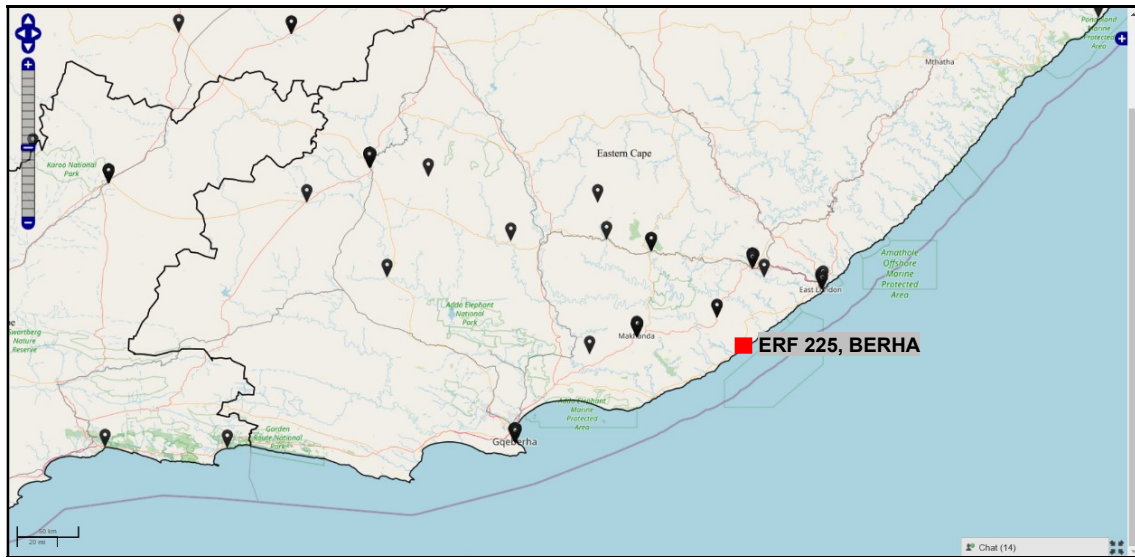 Pondoland
Marine
Protected
Area
Mthatha
Karoo National
Park
Eastern Cape
Amathole
Offshore
Marine
Protected
Area
East London
Addo Elephant
National
Park
Swartberg
Nature
Reserve
Makhanda
ERF 225, BERHA
Addo Elephant
Marine
Protected
Area
Garden
Route National
Park
Gqeberha
50 km
20 mi
Chat (14)